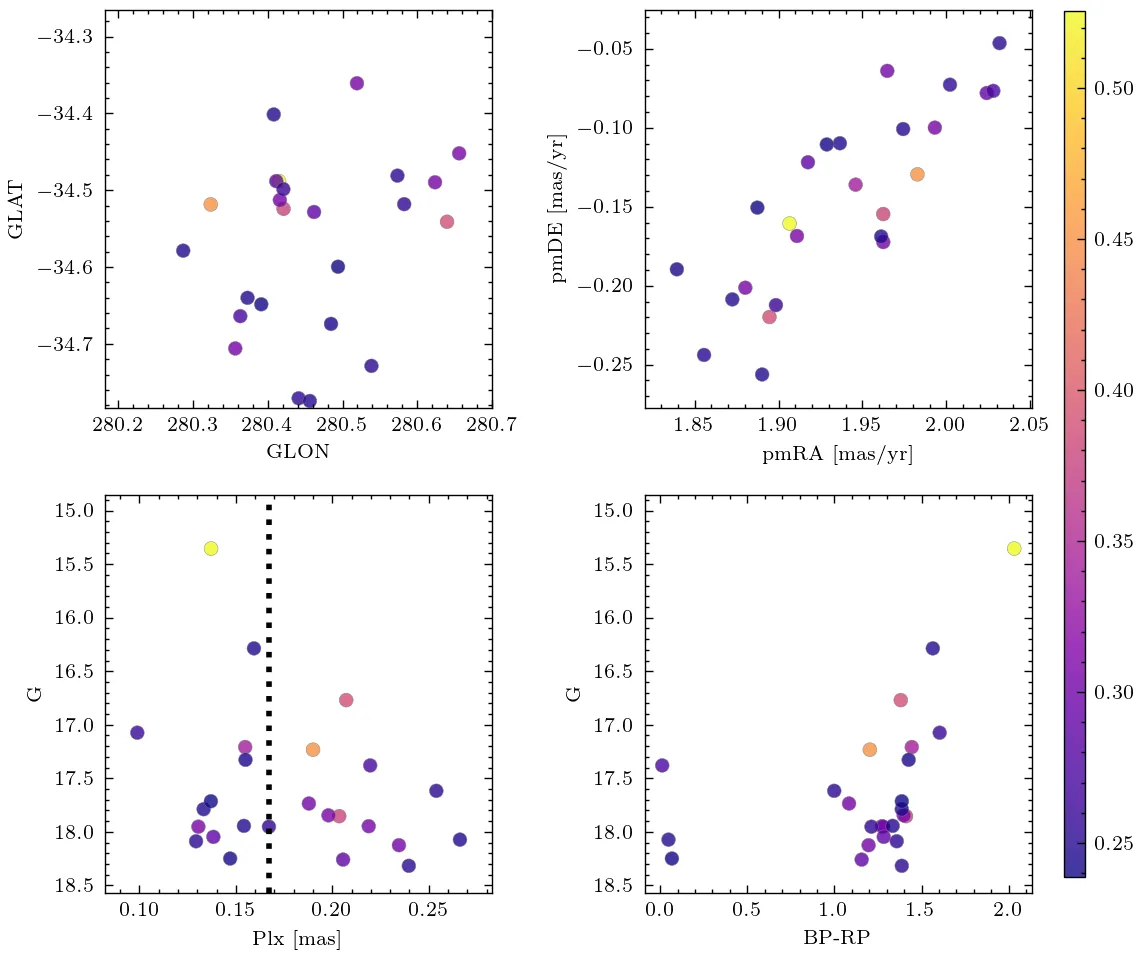 −34.3
−34.4
−34.5
−34.6
−34.7
GLAT
280.2 280.3 280.4 280.5 280.6 280.7
GLON
−0.05
−0.10
−0.15
−0.20
−0.25
pmDE [mas/yr]
1.85 1.90 1.95 2.00 2.05
pmRA [mas/yr]
15.0
15.5
16.0
16.5
17.0
17.5
18.0
18.5
G
0.10 0.15 0.20 0.25
Plx [mas]
15.0
15.5
16.0
16.5
17.0
17.5
18.0
18.5
G
0.0 0.5 1.0 1.5 2.0
BP-RP
0.50
0.45
0.40
0.35
0.30
0.25